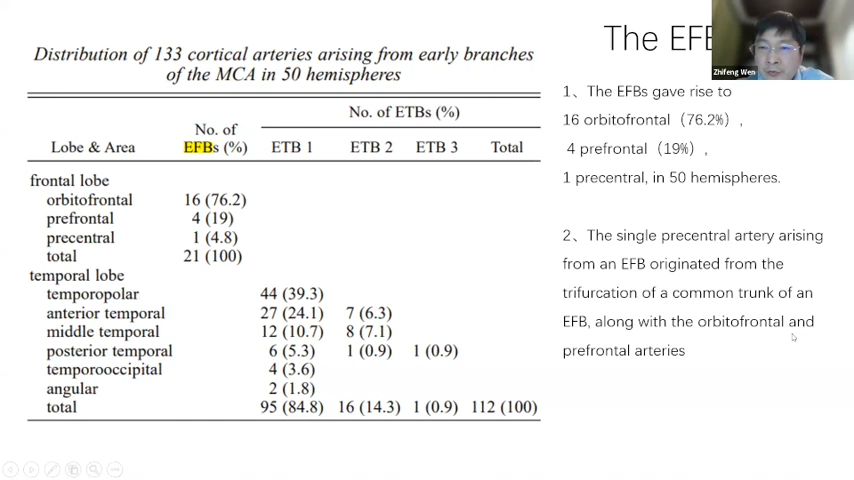 The EF
Zhifeng Wen
Distribution of 133 cortical arteries arising from early branches
of the MCA in 50 hemispheres
No. of ETBs (%)
Lobe & Area No. of EFBs (%) ETB 1 ETB 2 ETB 3 Total
frontal lobe
orbitofrontal 16 (76.2)
prefrontal 4 (19)
precentral 1 (4.8)
total 21 (100)
temporal lobe
temporopolar 44 (39.3)
anterior temporal 27 (24.1) 7 (6.3)
middle temporal 12 (10.7) 8 (7.1)
posterior temporal 6 (5.3) 1 (0.9) 1 (0.9)
temporooccipital 4 (3.6)
angular 2 (1.8)
total 95 (84.8) 16 (14.3) 1 (0.9) 112 (100)
1、The EFBs gave rise to
16 orbitofrontal（76.2%）,
4 prefrontal（19%）,
1 precentral, in 50 hemispheres.
2、The single precentral artery arising
from an EFB originated from the
trifurcation of a common trunk of an
EFB, along with the orbitofrontal and
prefrontal arteries